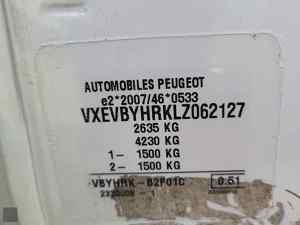 AUTOMOBILES PEUGEOT
e2*2007/46*0533
VXEVBYHRKLZ062127
2635 KG
4230 KG
1- 1500 KG
2- 1500 KG
VBYHRK-B2P01C 0.51